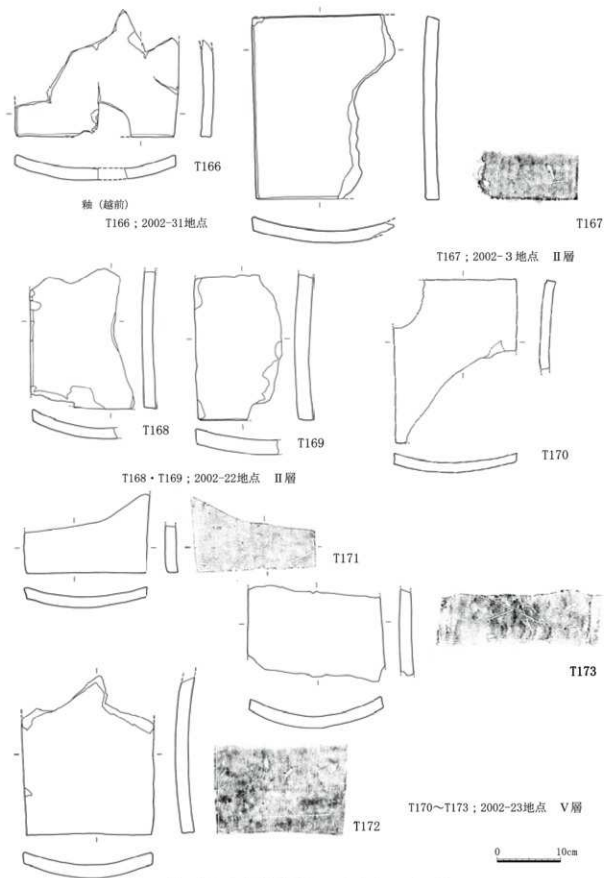 T166
釉（越前）
T166；2002-31地点
T167
T167；2002-3地点　Ⅱ層
T168
T169
T170
T168・T169；2002-22地点　Ⅱ層
T171
T173
T172
T170～T173；2002-23地点　Ⅴ層
0　10cm